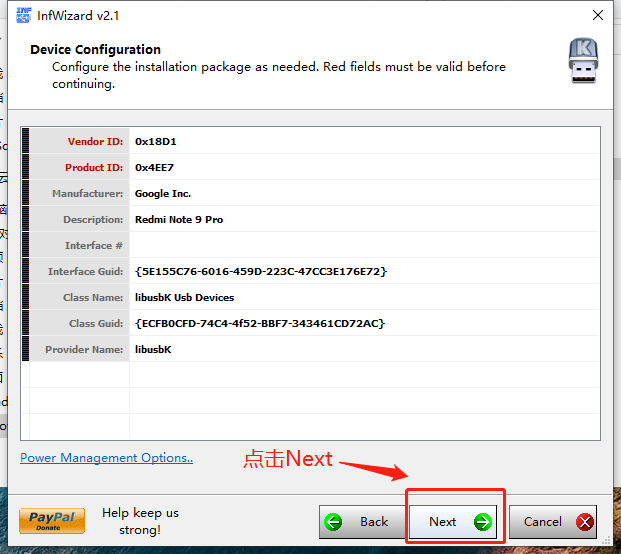 InfWizard v2.1
Device Configuration
Configure the installation package as needed. Red fields must be valid before
continuing.
Vendor ID: 0x18D1
Product ID: 0x4EE7
Manufacturer: Google Inc.
Description: Redmi Note 9 Pro
Interface #
Interface Guid: {5E155C76-6016-459D-223C-47CC3E176E72}
Class Name: libusbK Usb Devices
Class Guid: {ECFB0CFD-74C4-4f52-BBF7-343461CD72AC}
Provider Name: libusbK
Power Management Options..
点击Next
PayPal
Donate
Help keep us
strong!
Back
Next
Cancel